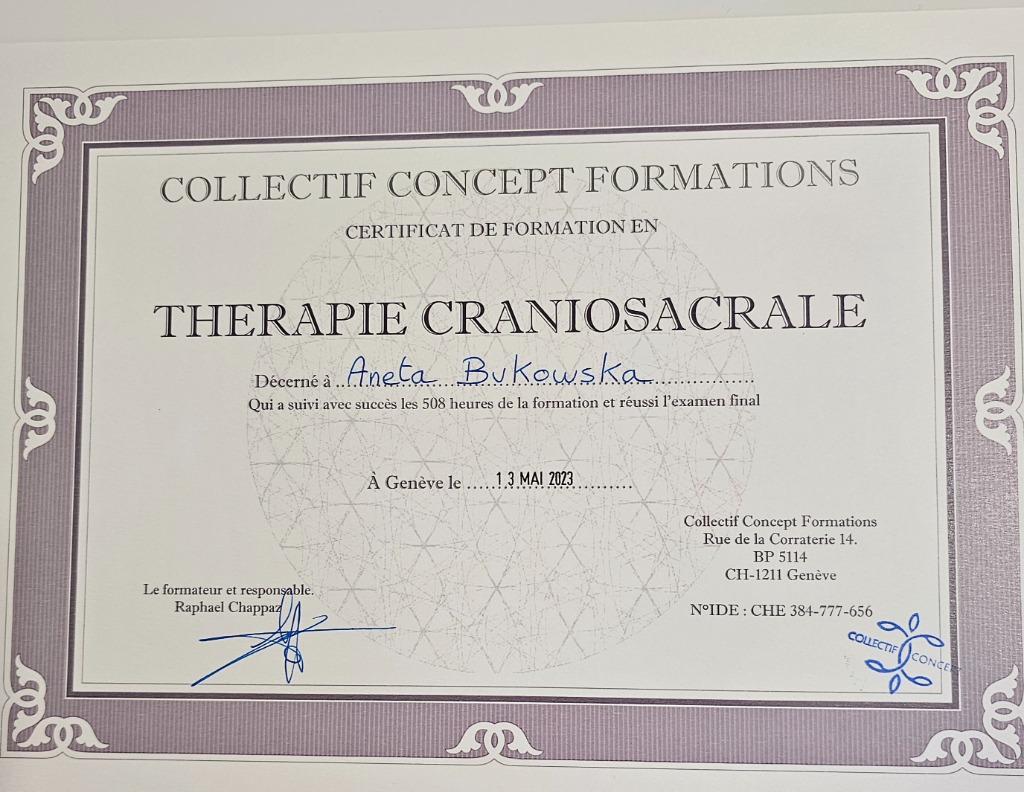 COLLECTIF CONCEPT FORMATIONS
CERTIFICAT DE FORMATION EN
THERAPIE CRANIOSACRALE
Décerné à ..Aneta Bukowska................
Qui a suivi avec succès les 508 heures de la formation et réussi l'examen final
À Genève le .....13 MAI 2023..........
Collectif Concept Formations
Rue de la Corraterie 14.
BP 5114
CH-1211 Genève
Le formateur et responsable.
Raphael Chappaz
N°IDE : CHE 384-777-656
COLLECTIF CONCEPT